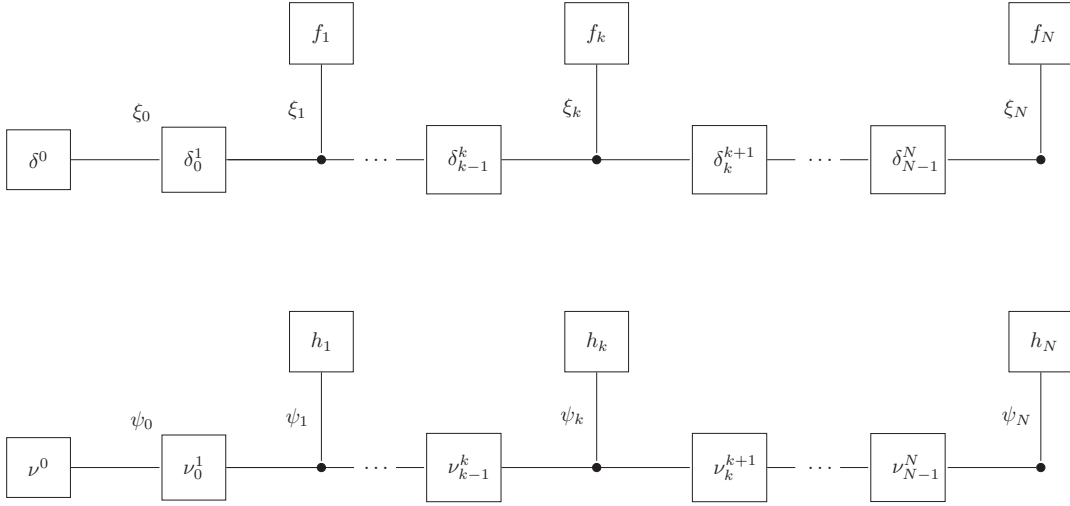 f_1 f_k f_N
ξ_0 ξ_1 ξ_k ξ_N
δ^0 δ_0^1 ⋯ δ_{k-1}^k δ_k^{k+1} ⋯ δ_{N-1}^N
h_1 h_k h_N
ψ_0 ψ_1 ψ_k ψ_N
ν^0 ν_0^1 ⋯ ν_{k-1}^k ν_k^{k+1} ⋯ ν_{N-1}^N